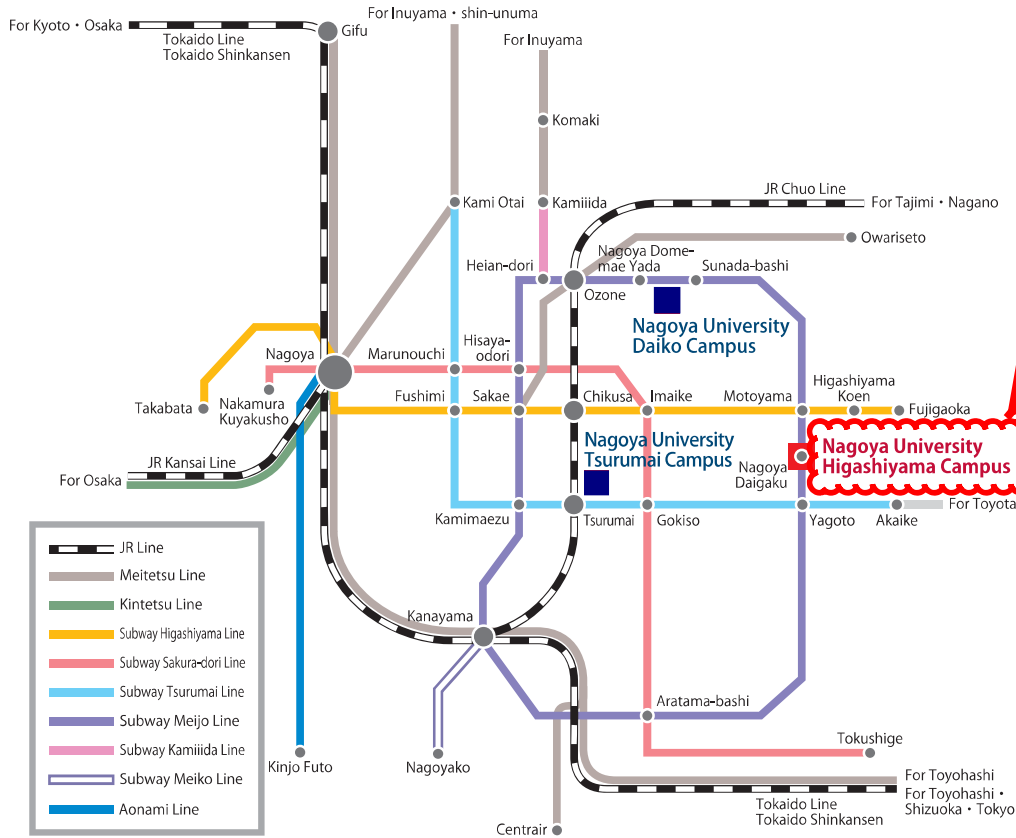 For Inuyama・shin-unuma
For Kyoto・Osaka
Tokaido Line
Tokaido Shinkansen
Gifu
For Inuyama
Komaki
Kami Otai
Kamiiida
JR Chuo Line
For Tajimi・Nagano
Owariseto
Heian-dori
Nagoya Dome-
mae Yada
Sunada-bashi
Ozone
Nagoya University
Daiko Campus
Nagoya
Marunouchi
Hisaya-
odori
Takabata
Nakamura
Kuyakusho
Fushimi
Sakae
Chikusa
Imaike
Motoyama
Higashiyama
Koen
Fujigaoka
Nagoya University
Tsurumai Campus
Nagoya
Daigaku
Nagoya University
Higashiyama Campus
JR Kansai Line
For Osaka
Kamimaezu
Tsurumai
Gokiso
Yagoto
Akaike
For Toyota
JR Line
Meitetsu Line
Kintetsu Line
Subway Higashiyama Line
Subway Sakura-dori Line
Subway Tsurumai Line
Subway Meijo Line
Subway Kamiiida Line
Subway Meiko Line
Aonami Line
Kanayama
Aratama-bashi
Kinjo Futo
Nagoyako
Tokushige
Centrair
Tokaido Line
Tokaido Shinkansen
For Toyohashi
For Toyohashi・
Shizuoka・Tokyo